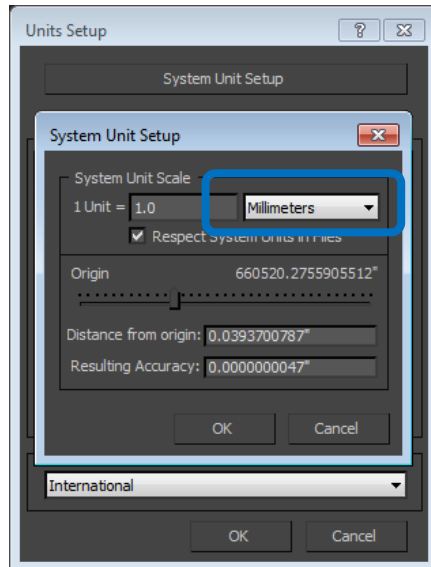 Units Setup
System Unit Setup
System Unit Setup
System Unit Scale
1 Unit = 1.0 Millimeters
Respect System Units in Files
Origin 660520.2755905512"
Distance from origin: 0.0393700787"
Resulting Accuracy: 0.0000000047"
OK Cancel
International
OK Cancel